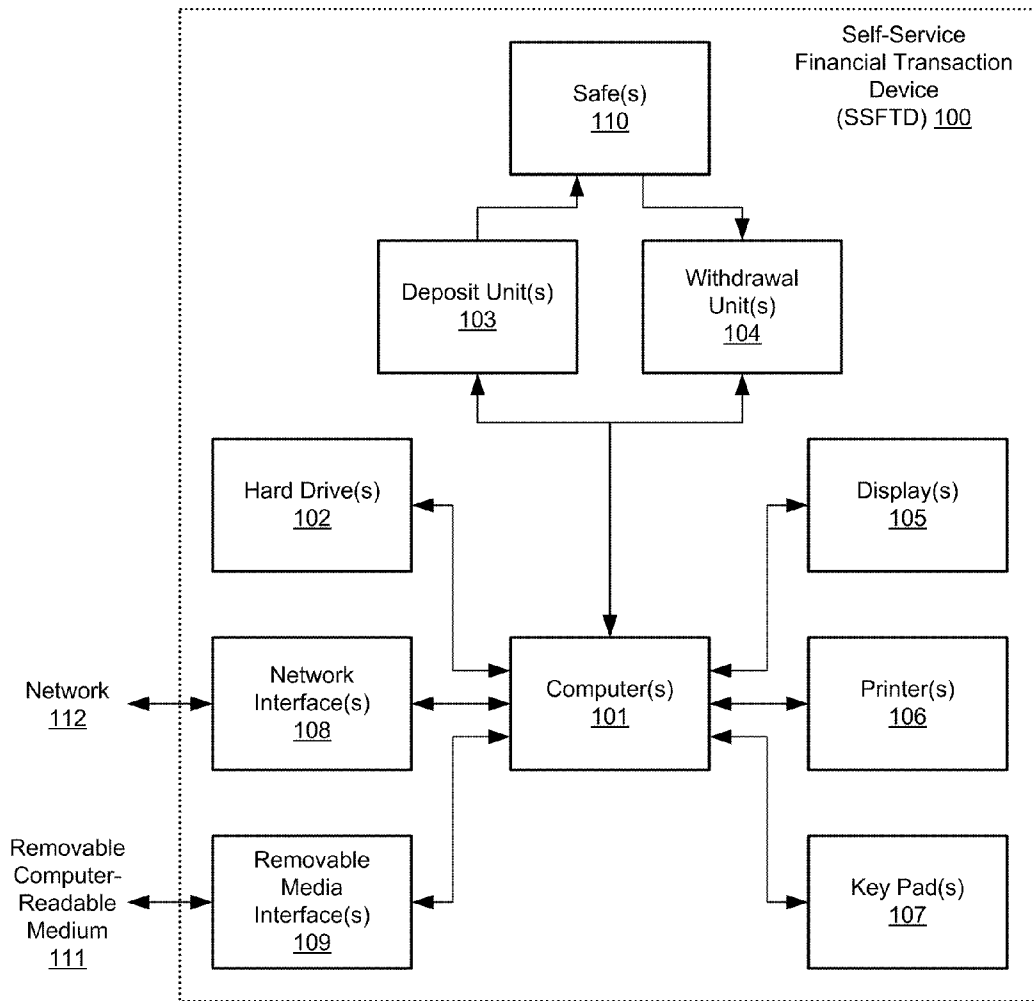 Self-Service
Financial Transaction
Device
(SSFTD) 100
Safe(s)
110
Deposit Unit(s)
103
Withdrawal
Unit(s)
104
Hard Drive(s)
102
Display(s)
105
Network
112
Network
Interface(s)
108
Computer(s)
101
Printer(s)
106
Removable
Computer-
Readable
Medium
111
Removable
Media
Interface(s)
109
Key Pad(s)
107